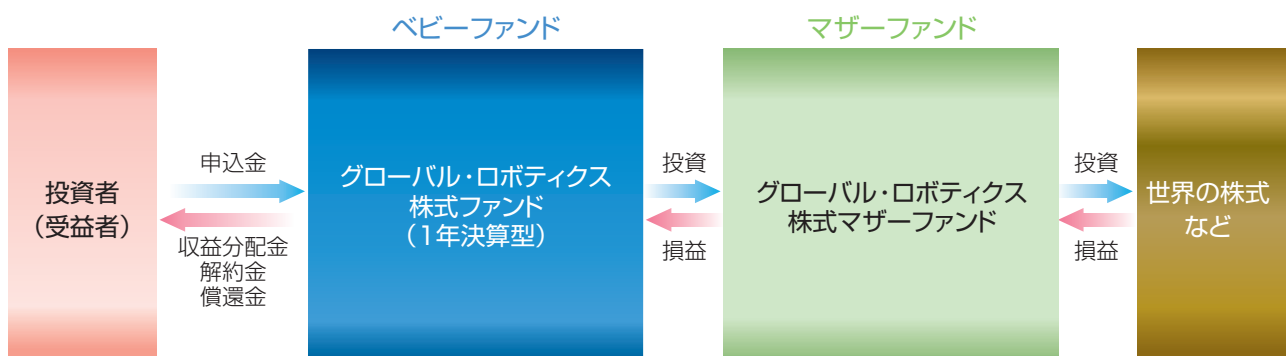 ベビーファンド
マザーファンド
投資者
（受益者）
申込金
収益分配金
解約金
償還金
グローバル・ロボティクス
株式ファンド
（1年決算型）
投資
損益
グローバル・ロボティクス
株式マザーファンド
投資
損益
世界の株式
など